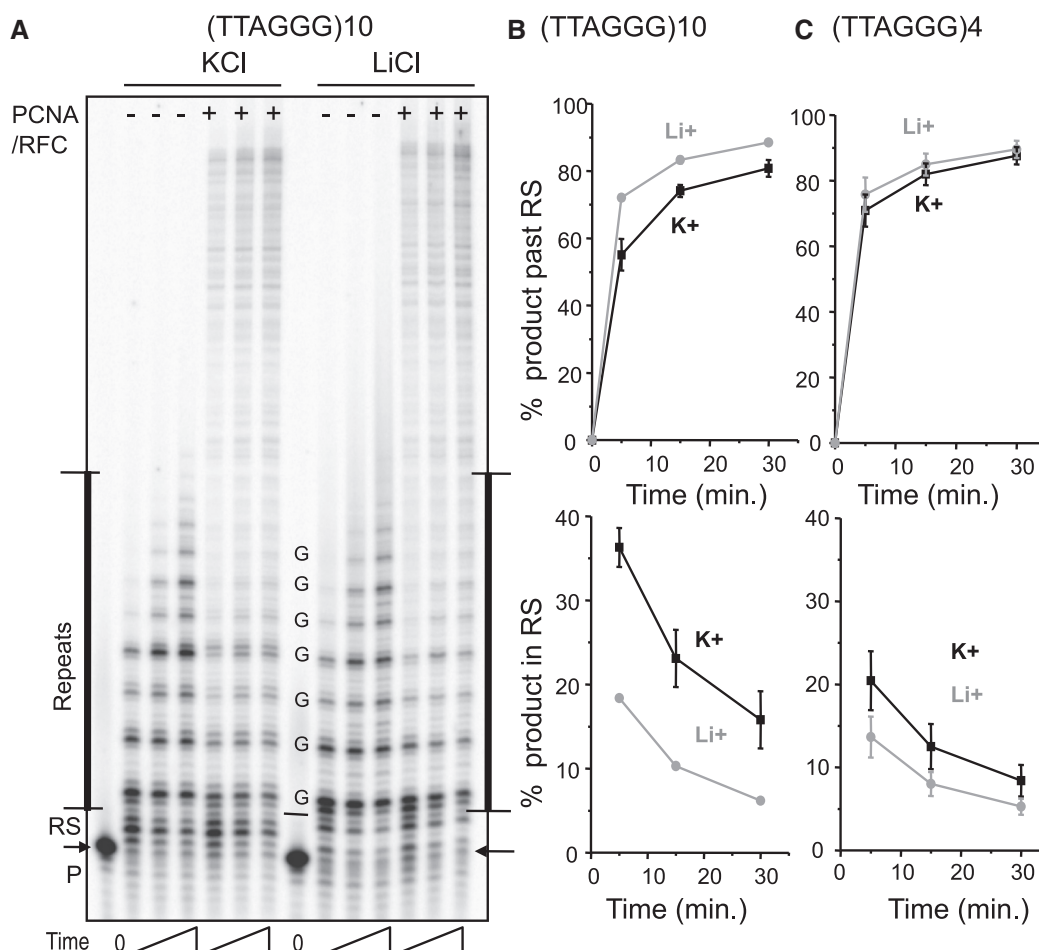 A
(TTAGGG)10
KCl
LiCl
PCNA
/RFC
- - - + + + - - - + + +
Repeats
G
G
G
G
G
G
G
RS
P
Time 0 0
B (TTAGGG)10
% product past RS
100
80
60
40
20
0
Li+
K+
0 10 20 30
Time (min.)
% product in RS
40
30
20
10
0
K+
Li+
0 10 20 30
Time (min.)
C (TTAGGG)4
100
80
60
40
20
0
Li+
K+
0 10 20 30
Time (min.)
40
30
20
10
0
K+
Li+
0 10 20 30
Time (min.)